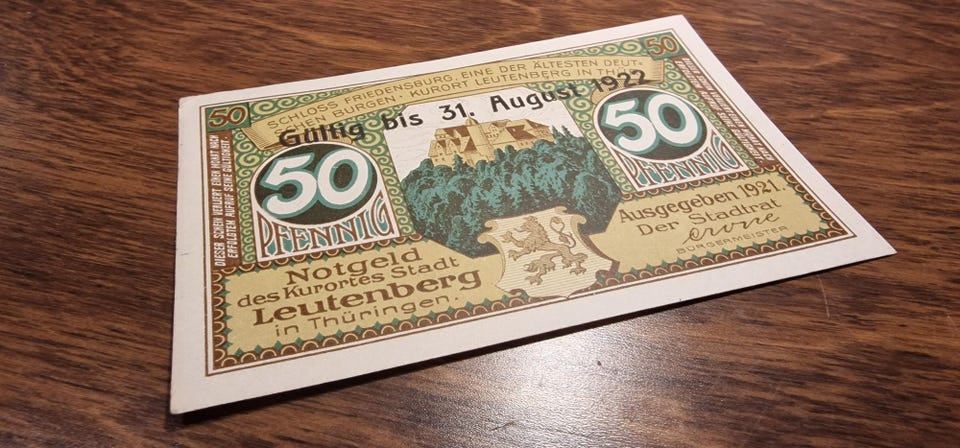 50
50
SCHLOSS FRIEDENSBURG, EINE DER ÄLTESTEN DEUT-
SCHEN BURGEN. KURORT LEUTENBERG IN THÜR.
Gültig bis 31. August 1922
DIESER SCHEIN VERLIERT EINEN MONAT NACH
ERFOLGTEM AUFRUF SEINE GÜLTIGKEIT.
50
PFENNIG
50
PFENNIG
Notgeld
des Kurortes Stadt
Leutenberg
in Thüringen.
Ausgegeben 1921.
Der Stadtrat
Crone
BÜRGERMEISTER